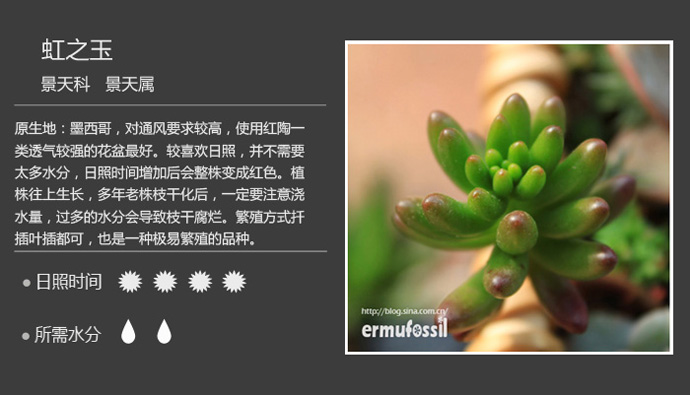 虹之玉
景天科 景天属
原生地：墨西哥，对通风要求较高，使用红陶一
类透气较强的花盆最好。较喜欢日照，并不需要
太多水分，日照时间增加后会整株变成红色。植
株往上生长，多年老株枝干化后，一定要注意浇
水量，过多的水分会导致枝干腐烂。繁殖方式扦
插叶插都可，也是一种极易繁殖的品种。
日照时间
所需水分
http://blog.sina.com.cn/
ermufossil